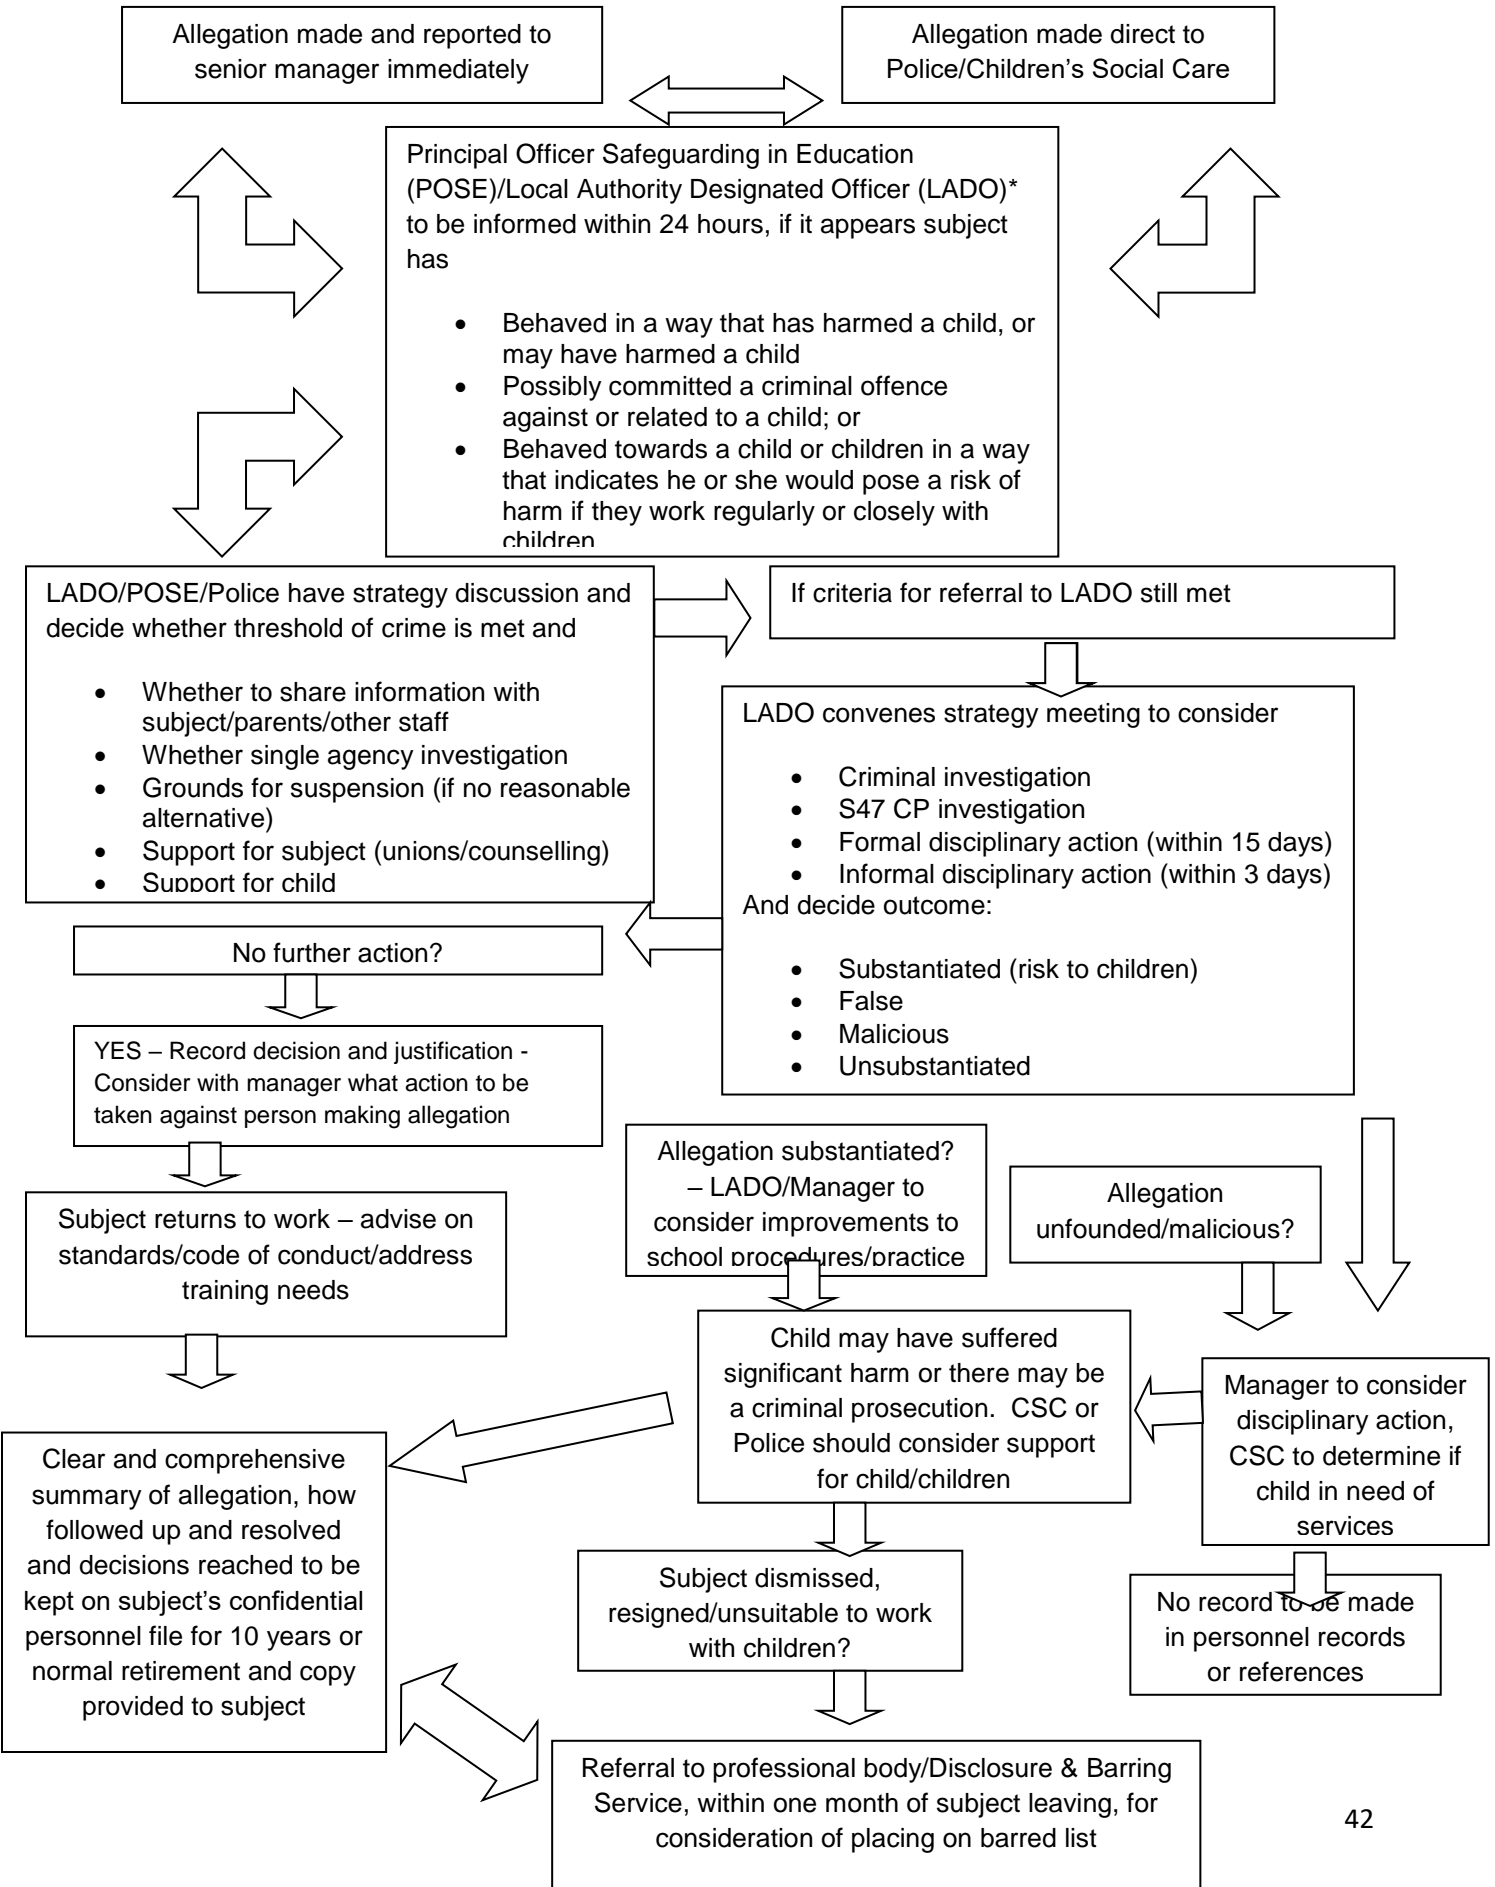 Allegation made and reported to
senior manager immediately
Allegation made direct to
Police/Children's Social Care
Principal Officer Safeguarding in Education
(POSE)/Local Authority Designated Officer (LADO)*
to be informed within 24 hours, if it appears subject
has
• Behaved in a way that has harmed a child, or
may have harmed a child
• Possibly committed a criminal offence
against or related to a child; or
• Behaved towards a child or children in a way
that indicates he or she would pose a risk of
harm if they work regularly or closely with
children
LADO/POSE/Police have strategy discussion and
decide whether threshold of crime is met and
• Whether to share information with
subject/parents/other staff
• Whether single agency investigation
• Grounds for suspension (if no reasonable
alternative)
• Support for subject (unions/counselling)
• Support for child
If criteria for referral to LADO still met
LADO convenes strategy meeting to consider
• Criminal investigation
• S47 CP investigation
• Formal disciplinary action (within 15 days)
• Informal disciplinary action (within 3 days)
And decide outcome:
• Substantiated (risk to children)
• False
• Malicious
• Unsubstantiated
No further action?
YES – Record decision and justification -
Consider with manager what action to be
taken against person making allegation
Subject returns to work – advise on
standards/code of conduct/address
training needs
Allegation substantiated?
– LADO/Manager to
consider improvements to
school procedures/practice
Allegation
unfounded/malicious?
Child may have suffered
significant harm or there may be
a criminal prosecution.  CSC or
Police should consider support
for child/children
Manager to consider
disciplinary action,
CSC to determine if
child in need of
services
Clear and comprehensive
summary of allegation, how
followed up and resolved
and decisions reached to be
kept on subject's confidential
personnel file for 10 years or
normal retirement and copy
provided to subject
Subject dismissed,
resigned/unsuitable to work
with children?
No record to be made
in personnel records
or references
Referral to professional body/Disclosure & Barring
Service, within one month of subject leaving, for
consideration of placing on barred list
42